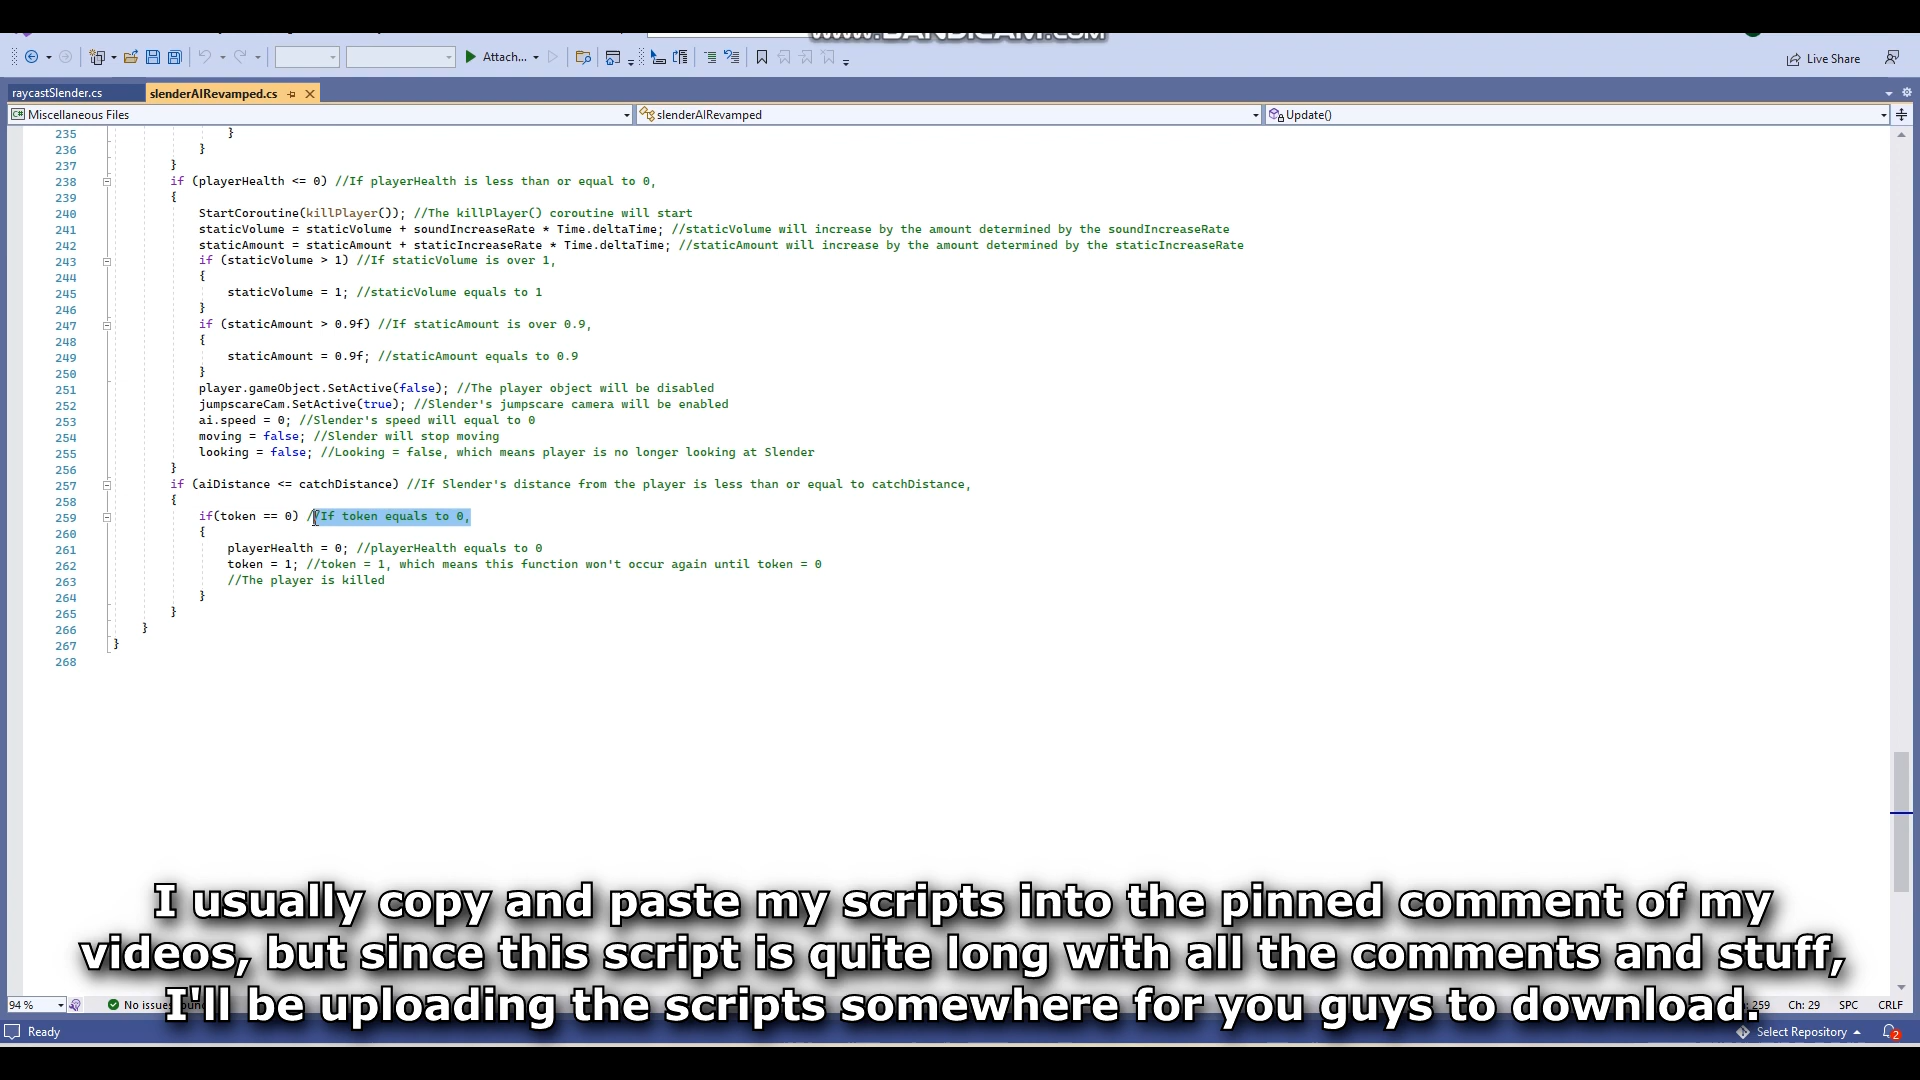 www.BANDICAM.com
Attach...
Live Share
raycastSlender.cs
slenderAIRevamped.cs
Miscellaneous Files
slenderAIRevamped
Update()
235 }
236 }
237 }
238 if (playerHealth <= 0) //If playerHealth is less than or equal to 0,
239 {
240 StartCoroutine(killPlayer()); //The killPlayer() coroutine will start
241 staticVolume = staticVolume + soundIncreaseRate * Time.deltaTime; //staticVolume will increase by the amount determined by the soundIncreaseRate
242 staticAmount = staticAmount + staticIncreaseRate * Time.deltaTime; //staticAmount will increase by the amount determined by the staticIncreaseRate
243 if (staticVolume > 1) //If staticVolume is over 1,
244 {
245 staticVolume = 1; //staticVolume equals to 1
246 }
247 if (staticAmount > 0.9f) //If staticAmount is over 0.9,
248 {
249 staticAmount = 0.9f; //staticAmount equals to 0.9
250 }
251 player.gameObject.SetActive(false); //The player object will be disabled
252 jumpscareCam.SetActive(true); //Slender's jumpscare camera will be enabled
253 ai.speed = 0; //Slender's speed will equal to 0
254 moving = false; //Slender will stop moving
255 looking = false; //Looking = false, which means player is no longer looking at Slender
256 }
257 if (aiDistance <= catchDistance) //If Slender's distance from the player is less than or equal to catchDistance,
258 {
259 if(token == 0) //If token equals to 0,
260 {
261 playerHealth = 0; //playerHealth equals to 0
262 token = 1; //token = 1, which means this function won't occur again until token = 0
263 //The player is killed
264 }
265 }
266 }
267 }
268
I usually copy and paste my scripts into the pinned comment of my
videos, but since this script is quite long with all the comments and stuff,
I'll be uploading the scripts somewhere for you guys to download.
94 %
No issues
259
Ch: 29
SPC
CRLF
Ready
Select Repository
2